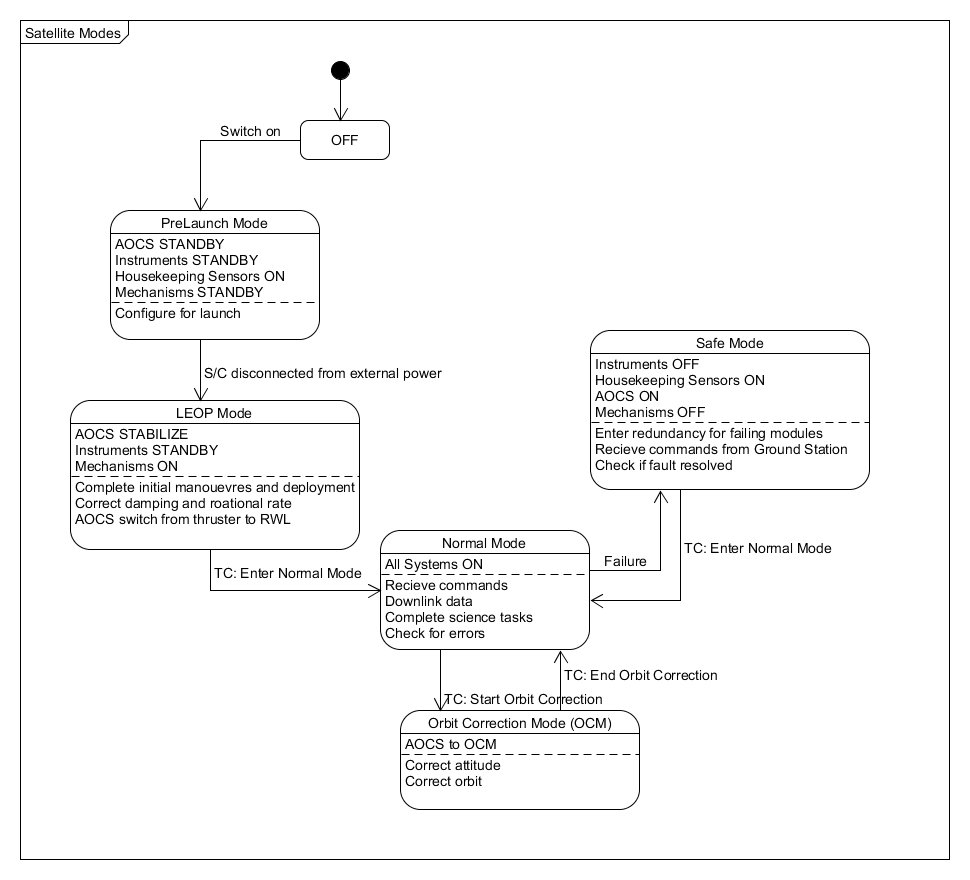 Satellite Modes
OFF
Switch on
PreLaunch Mode
AOCS STANDBY
Instruments STANDBY
Housekeeping Sensors ON
Mechanisms STANDBY
Configure for launch
S/C disconnected from external power
LEOP Mode
AOCS STABILIZE
Instruments STANDBY
Mechanisms ON
Complete initial manouevres and deployment
Correct damping and roational rate
AOCS switch from thruster to RWL
TC: Enter Normal Mode
Safe Mode
Instruments OFF
Housekeeping Sensors ON
AOCS ON
Mechanisms OFF
Enter redundancy for failing modules
Recieve commands from Ground Station
Check if fault resolved
Failure
TC: Enter Normal Mode
Normal Mode
All Systems ON
Recieve commands
Downlink data
Complete science tasks
Check for errors
TC: End Orbit Correction
TC: Start Orbit Correction
Orbit Correction Mode (OCM)
AOCS to OCM
Correct attitude
Correct orbit